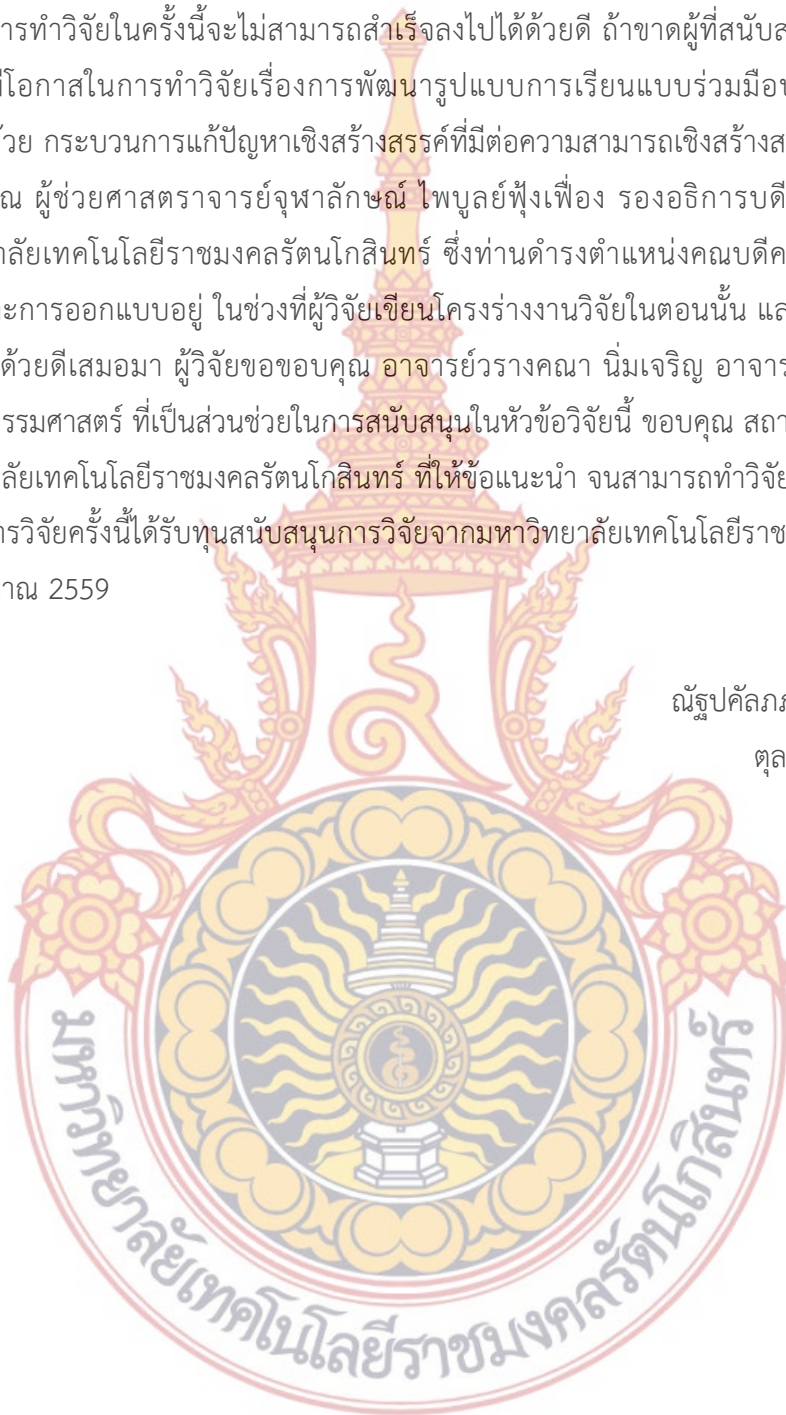 การทำวิจัยในครั้งนี้จะไม่สามารถสำเร็จลงไปได้ด้วยดี ถ้าขาดผู้ที่สนับส
มีโอกาสในการทำวิจัยเรื่องการพัฒนารูปแบบการเรียนแบบร่วมมือ
วย กระบวนการแก้ปัญหาเชิงสร้างสรรค์ที่มีต่อความสามารถเชิงสร้างส
ณ ผู้ช่วยศาสตราจารย์จุฬาลักษณ์ ไพบูลย์ฟุ้งเฟื่อง รองอธิการบดี
าลัยเทคโนโลยีราชมงคลรัตนโกสินทร์ ซึ่งท่านดำรงตำแหน่งคณบดีค
ะการออกแบบอยู่ ในช่วงที่ผู้วิจัยเขียนโครงร่างงานวิจัยในตอนนั้น แล
ด้วยดีเสมอมา ผู้วิจัยขอขอบคุณ อาจารย์วรางคณา นิ่มเจริญ อาจาร
รรมศาสตร์ ที่เป็นส่วนช่วยในการสนับสนุนในหัวข้อวิจัยนี้ ขอบคุณ สถา
ลัยเทคโนโลยีราชมงคลรัตนโกสินทร์ ที่ให้ข้อแนะนำ จนสามารถทำวิจัย
ารวิจัยครั้งนี้ได้รับทุนสนับสนุนการวิจัยจากมหาวิทยาลัยเทคโนโลยีราช
าณ 2559
ณัฐปคัลภ
ตุล
มหาวิทยาลัยเทคโนโลยีราชมงคลรัตนโกสินทร์